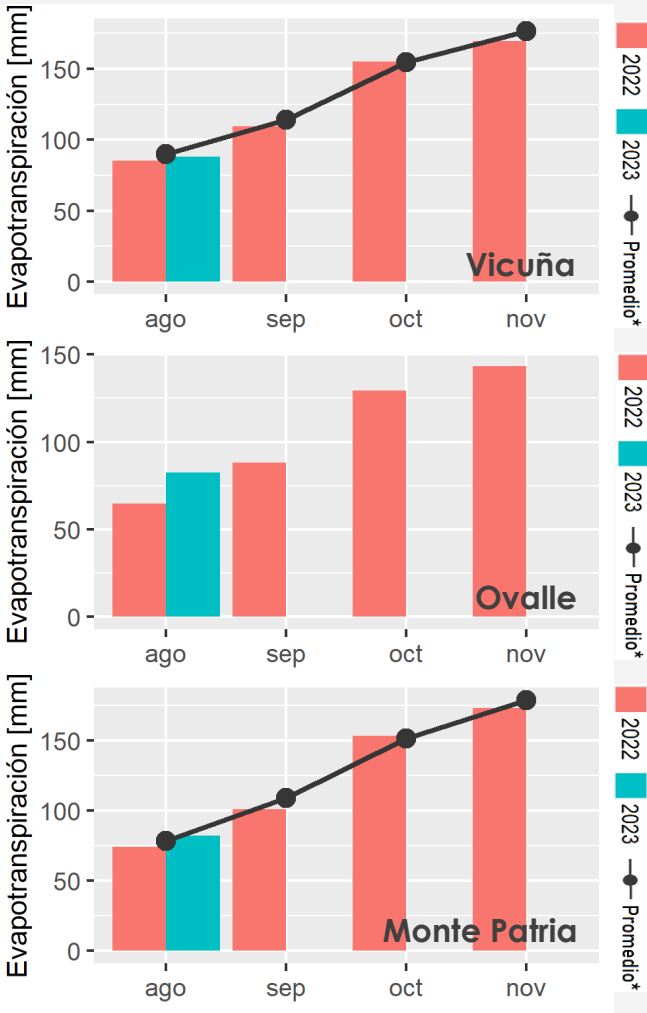 Evapotranspiración [mm]
150
100
50
0
Vicuña
ago sep oct nov
2022 2023 Promedio*
Evapotranspiración [mm]
150
100
50
0
Ovalle
ago sep oct nov
2022 2023 Promedio*
Evapotranspiración [mm]
150
100
50
0
Monte Patria
ago sep oct nov
2022 2023 Promedio*